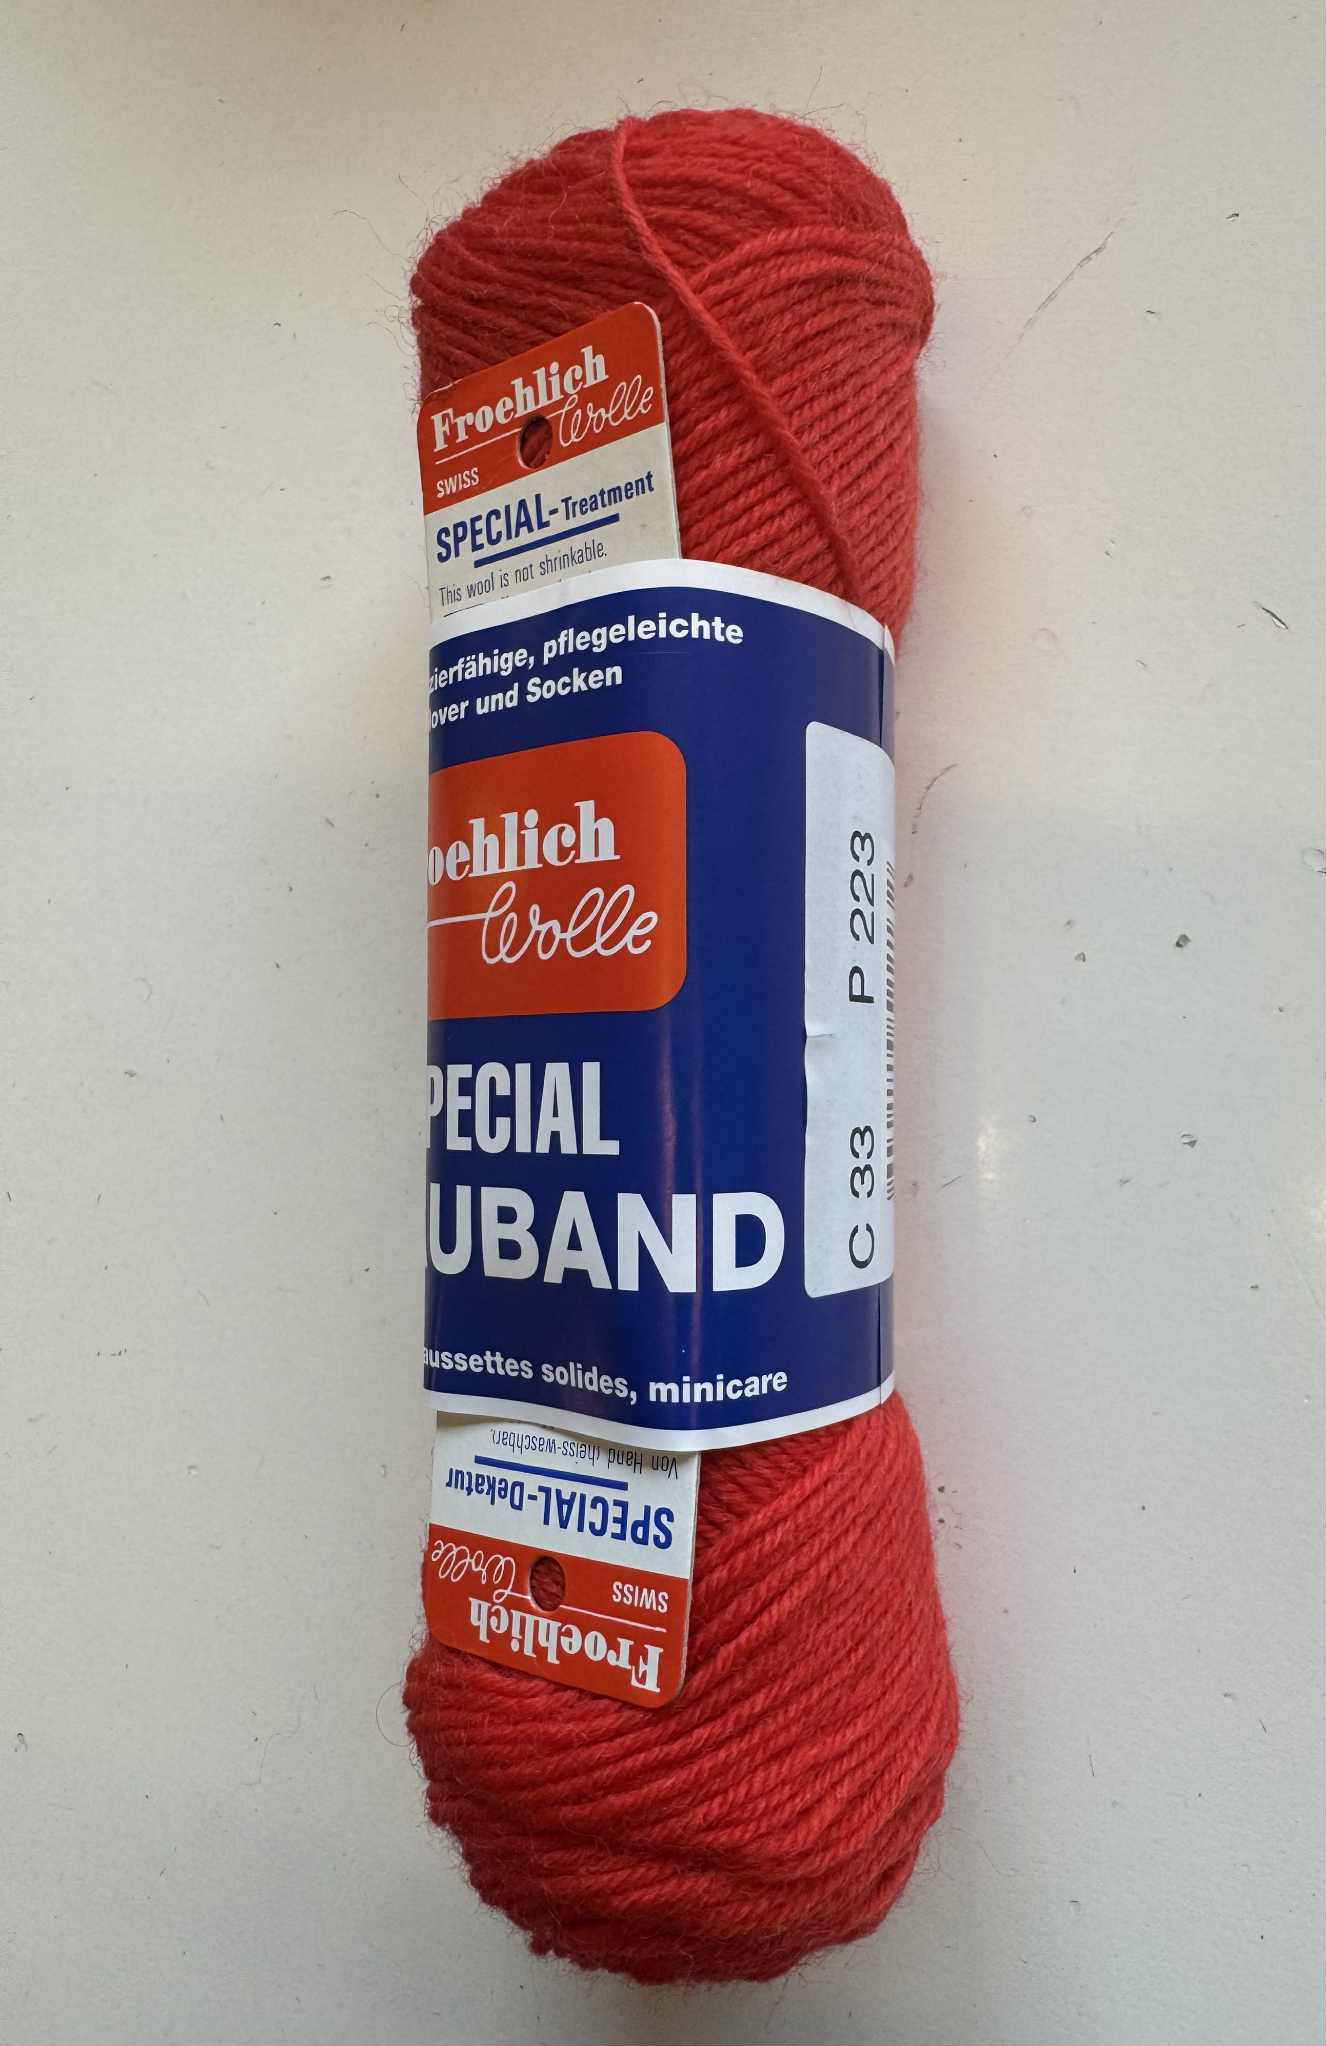 Froehlich
Wolle
SWISS
SPECIAL-Treatment
This wool is not shrinkable.
zierfähige, pflegeleichte
lover und Socken
oehlich
Wolle
PECIAL
UBAND
aussettes solides, minicare
C 33 P 223
Von Hand (heiss-waschbar).
SPECIAL-Dekatur
SWISS
Froehlich
Wolle